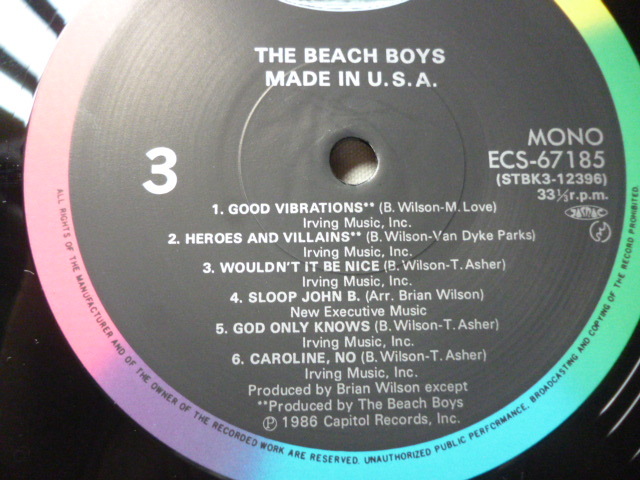 THE BEACH BOYS
MADE IN U.S.A.
3
MONO
ECS-67185
(STBK3-12396)
33⅓r.p.m.
JASRAC
1. GOOD VIBRATIONS** (B. Wilson-M. Love)
Irving Music, Inc.
2. HEROES AND VILLAINS** (B. Wilson-Van Dyke Parks)
Irving Music, Inc.
3. WOULDN'T IT BE NICE (B. Wilson-T. Asher)
Irving Music, Inc.
4. SLOOP JOHN B. (Arr. Brian Wilson)
New Executive Music
5. GOD ONLY KNOWS (B. Wilson-T. Asher)
Irving Music, Inc.
6. CAROLINE, NO (B. Wilson-T. Asher)
Irving Music, Inc.
Produced by Brian Wilson except
**Produced by The Beach Boys
℗ 1986 Capitol Records, Inc.
ALL RIGHTS OF THE MANUFACTURER AND OF THE OWNER OF THE RECORDED WORK ARE RESERVED. UNAUTHORIZED PUBLIC PERFORMANCE, BROADCASTING AND COPYING OF THE RECORD PROHIBITED.